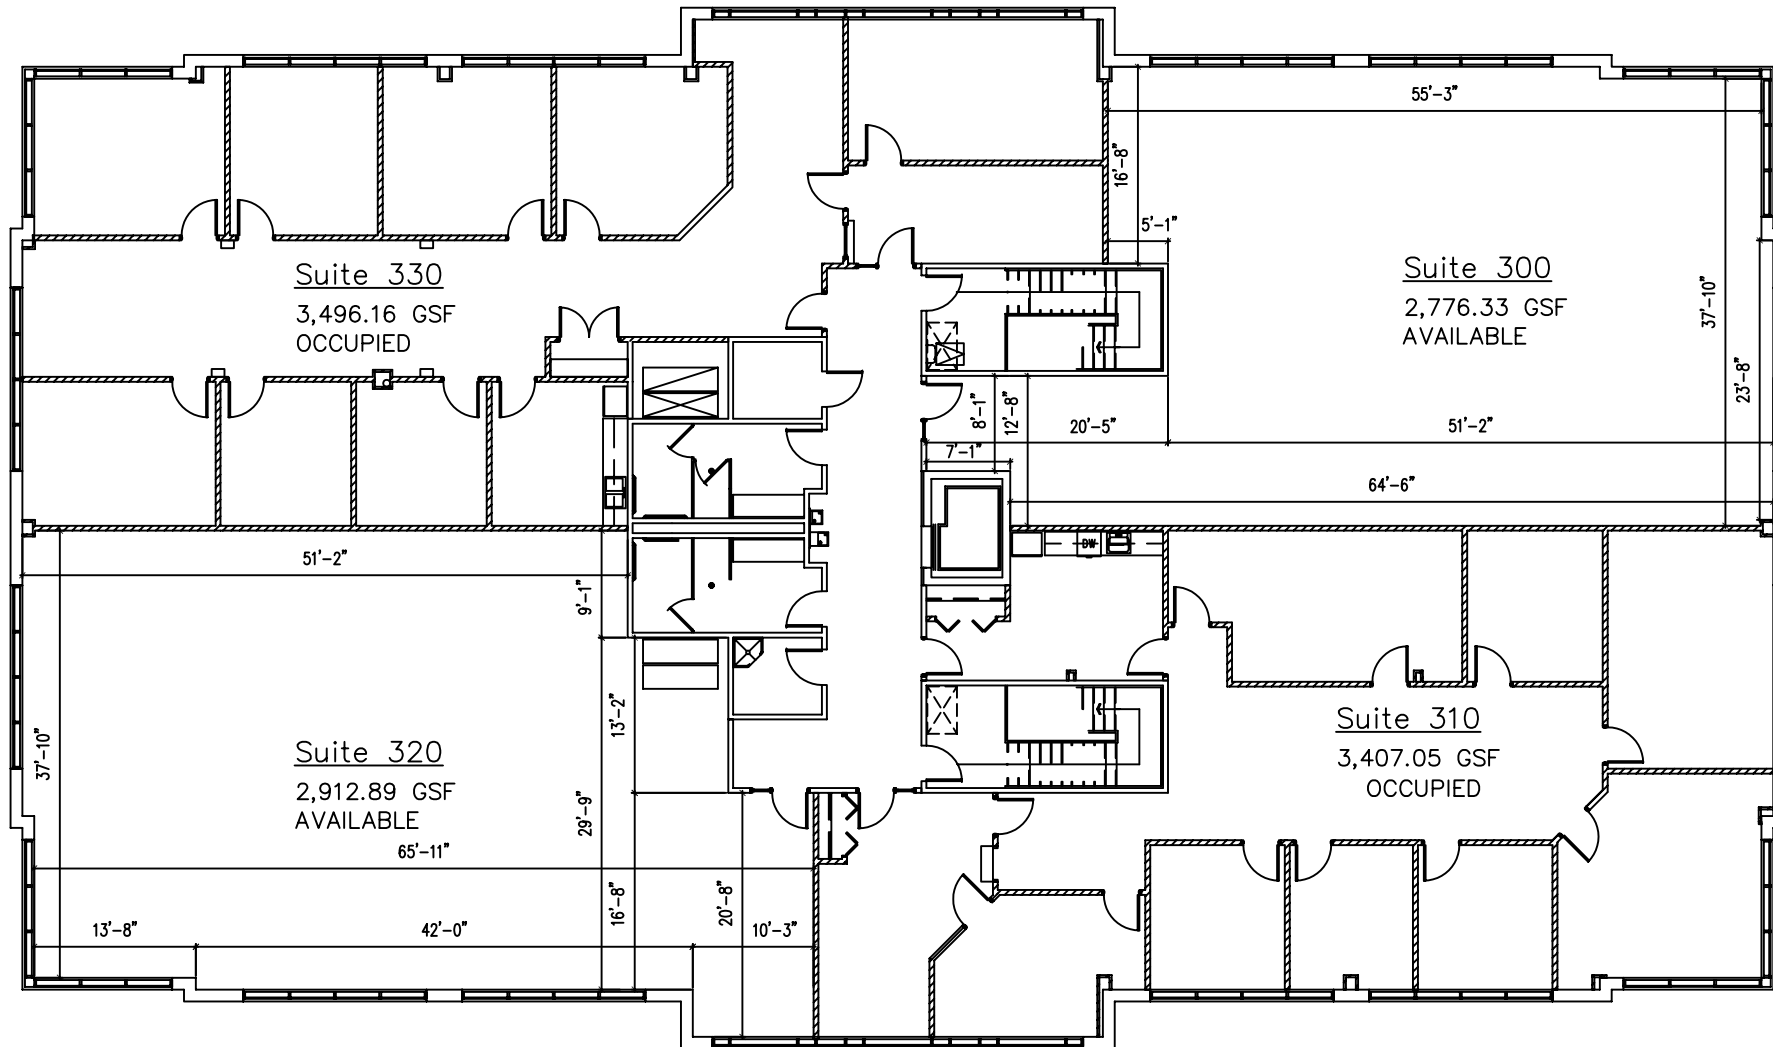 55'-3"
16'-8"
5'-1"
Suite 330
3,496.16 GSF
OCCUPIED
Suite 300
2,776.33 GSF
AVAILABLE
37'-10"
23'-8"
8'-1"
12'-8"
20'-5"
51'-2"
7'-1"
64'-6"
51'-2"
DW
9'-1"
13'-2"
Suite 320
2,912.89 GSF
AVAILABLE
37'-10"
29'-9"
65'-11"
Suite 310
3,407.05 GSF
OCCUPIED
16'-8"
20'-8"
13'-8"
42'-0"
10'-3"